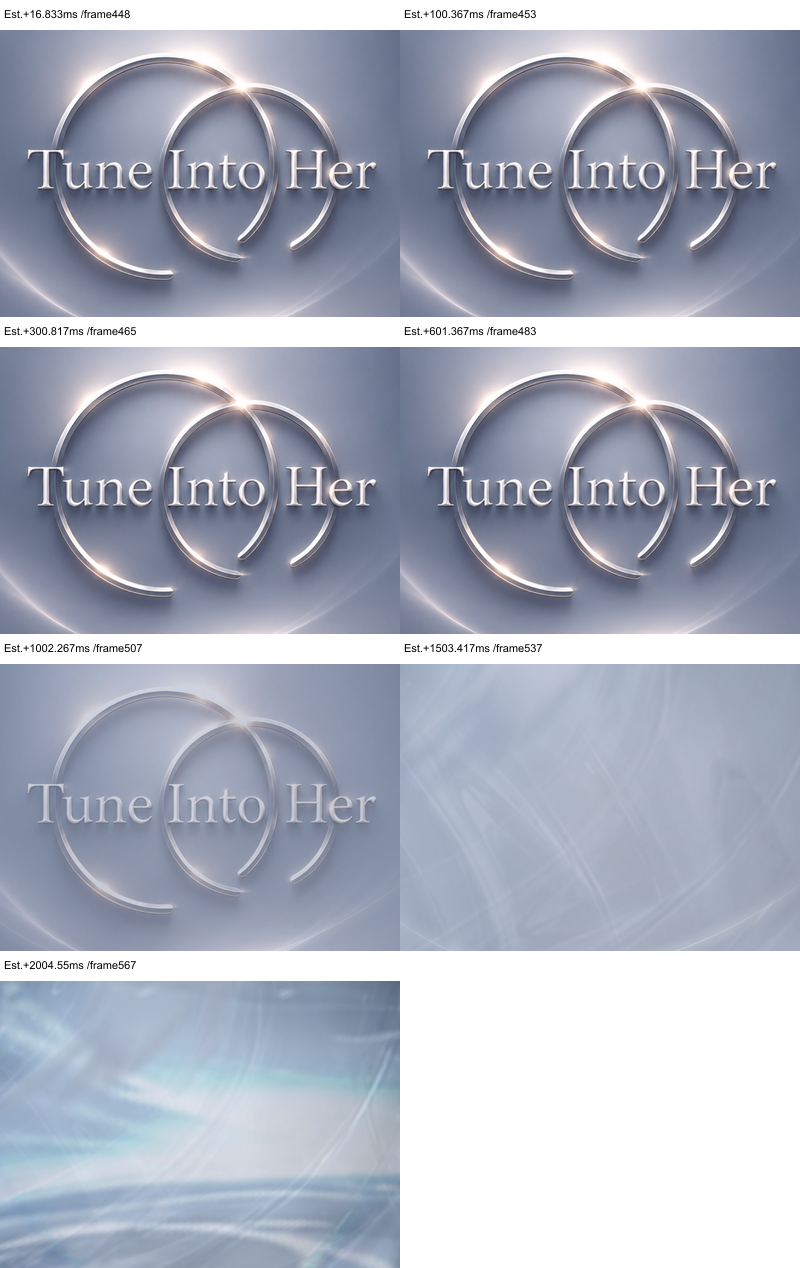 Est.+16.833ms /frame448
Est.+100.367ms /frame453
Tune Into Her
Tune Into Her
Est.+300.817ms /frame465
Est.+601.367ms /frame483
Tune Into Her
Tune Into Her
Est.+1002.267ms /frame507
Est.+1503.417ms /frame537
Tune Into Her
Est.+2004.55ms /frame567